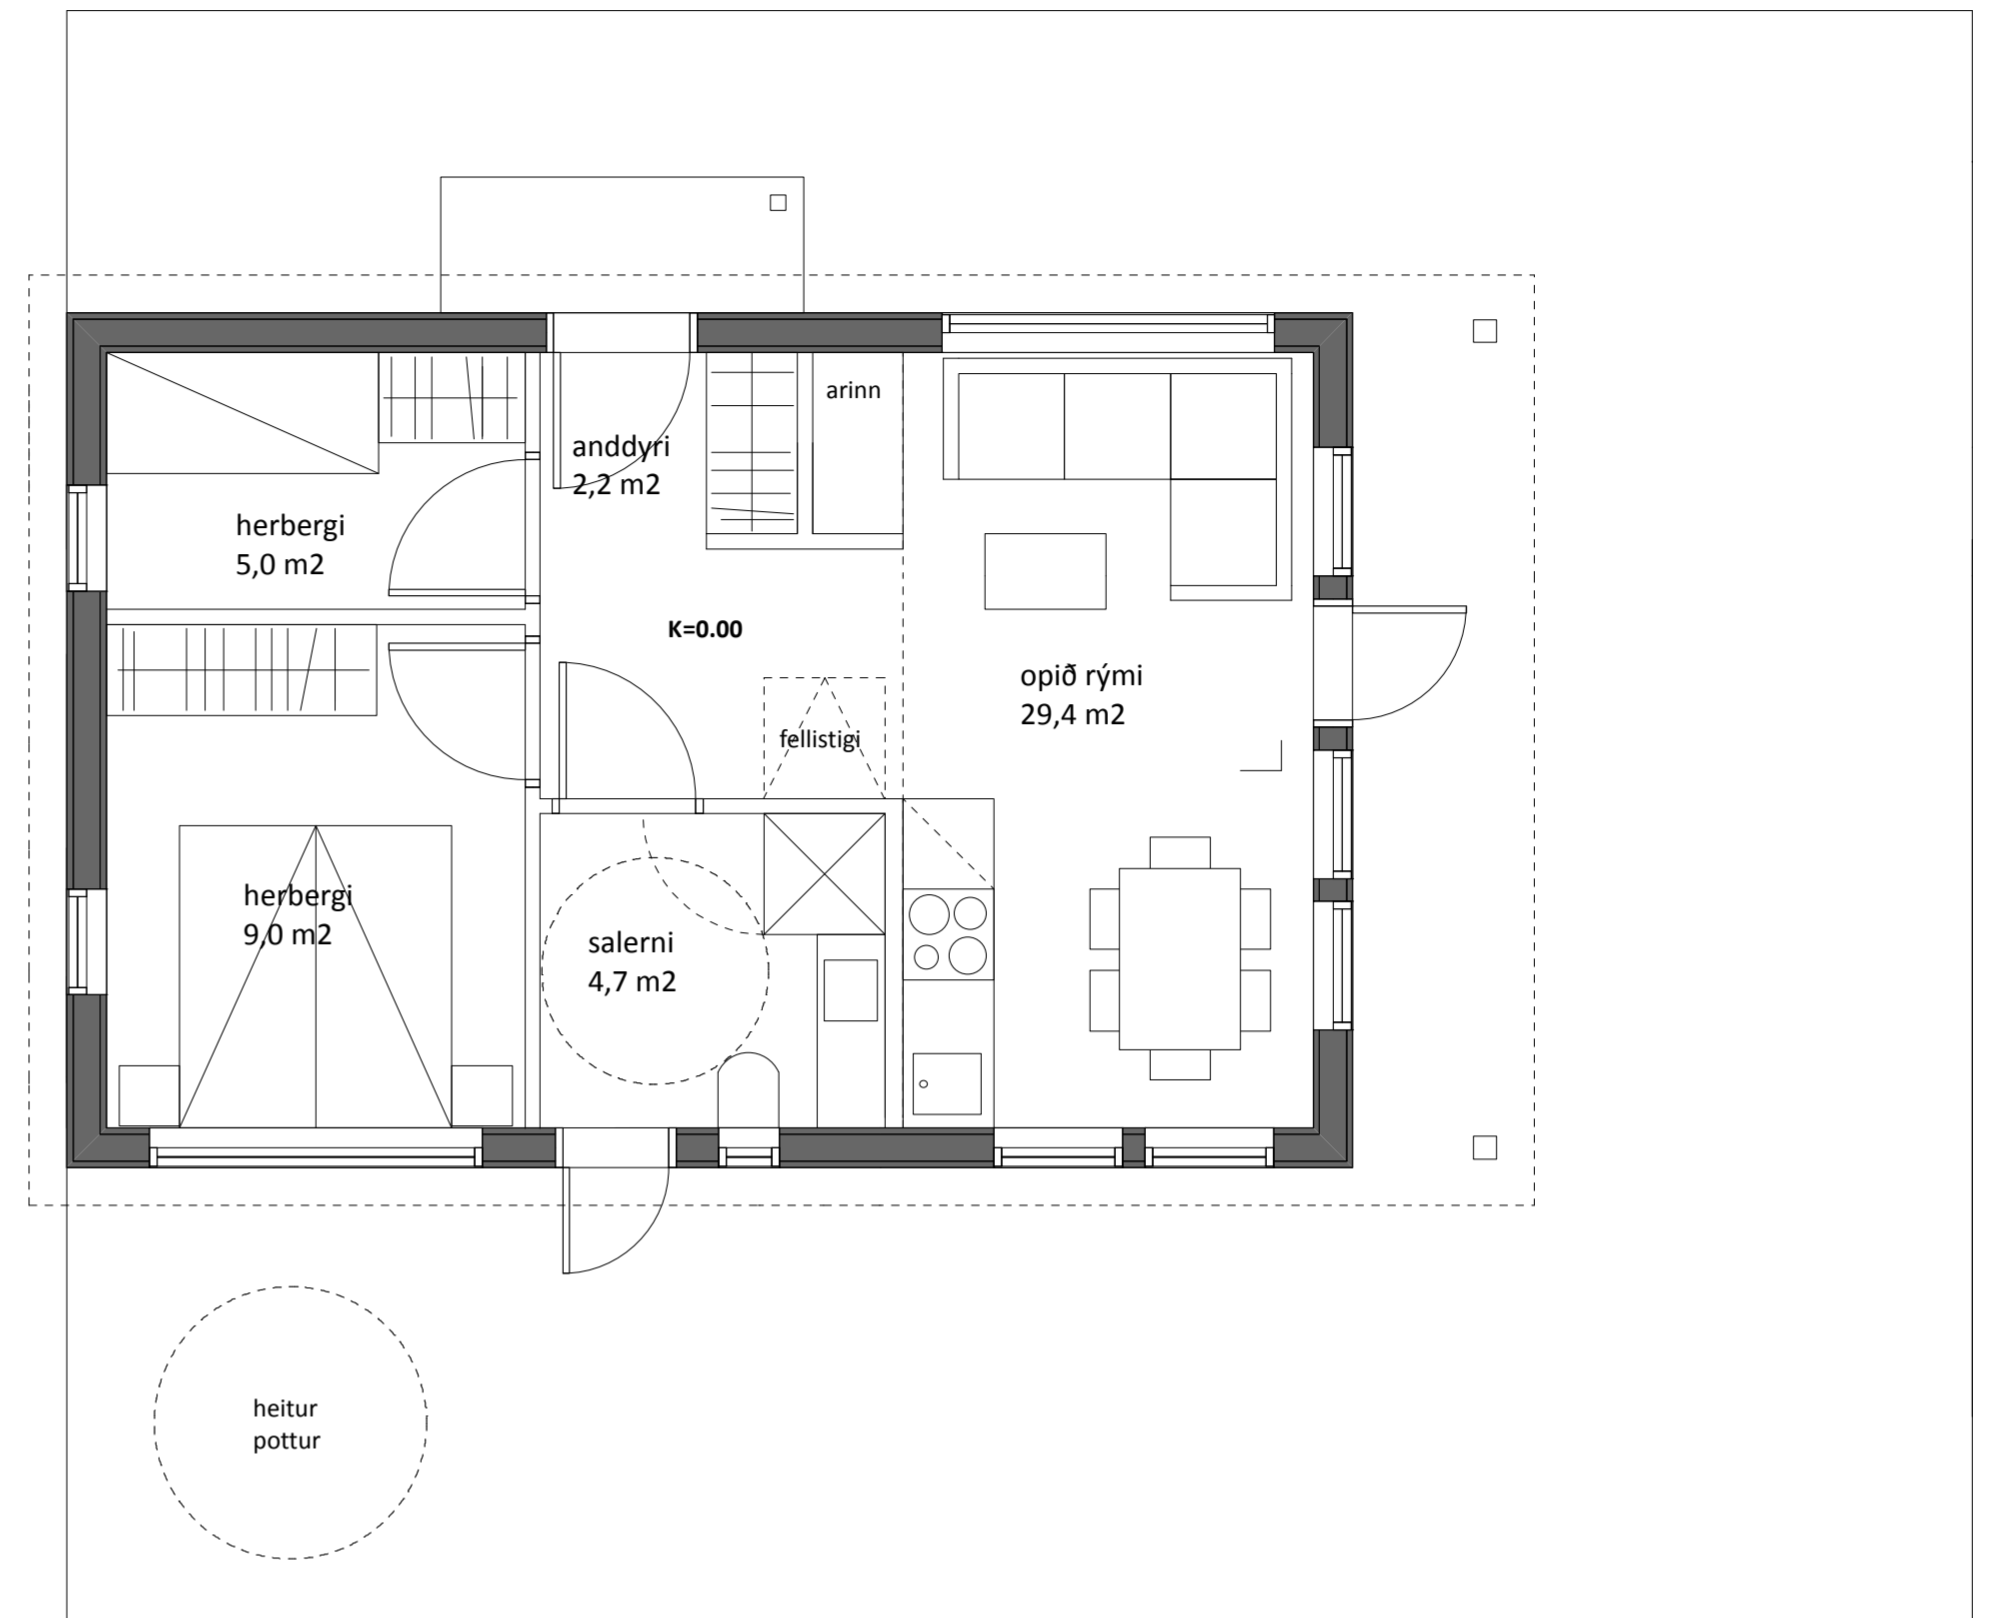 arinn
anddyri
2,2 m2
herbergi
5,0 m2
K=0.00
opið rými
29,4 m2
fellistigi
herbergi
9,0 m2
salerni
4,7 m2
heitur
pottur